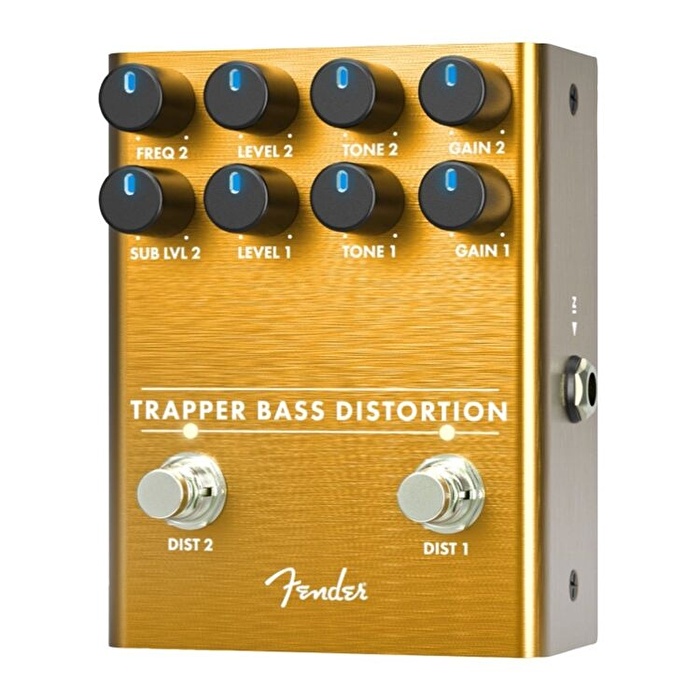 FREQ 2 LEVEL 2 TONE 2 GAIN 2
SUB LVL 2 LEVEL 1 TONE 1 GAIN 1
IN
TRAPPER BASS DISTORTION
DIST 2 DIST 1
Fender